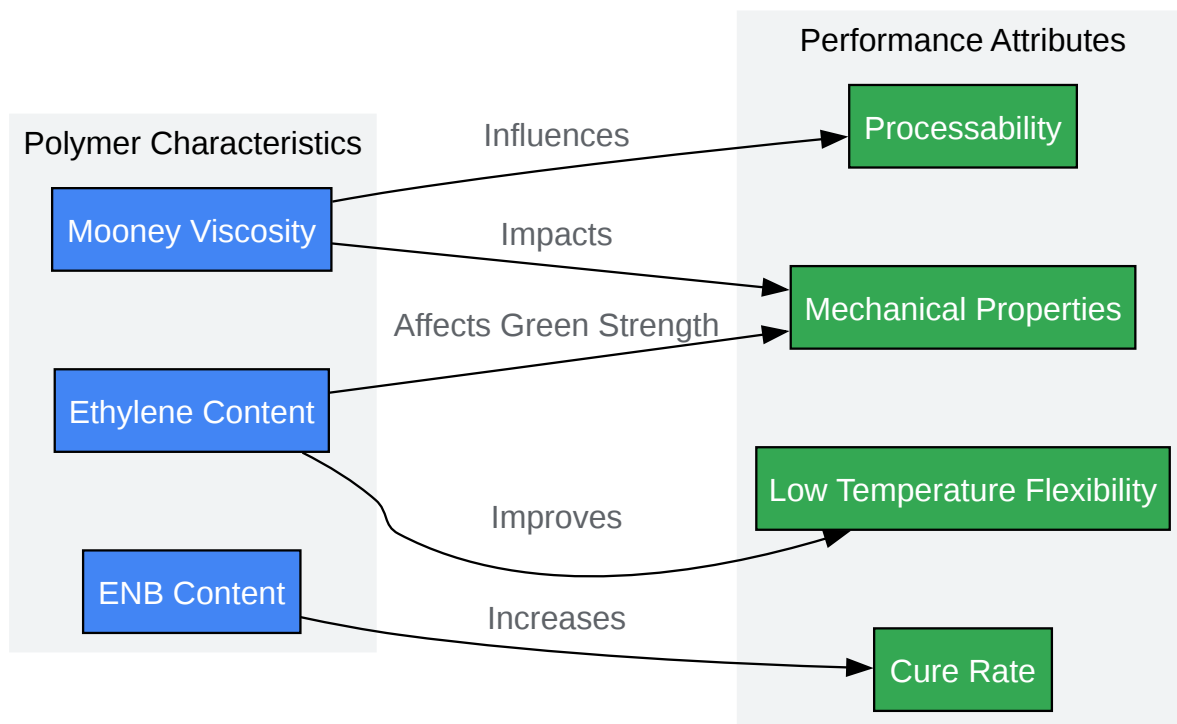 Performance Attributes
Processability
Polymer Characteristics
Influences
Mooney Viscosity
Impacts
Mechanical Properties
Affects Green Strength
Ethylene Content
Low Temperature Flexibility
Improves
ENB Content
Increases
Cure Rate